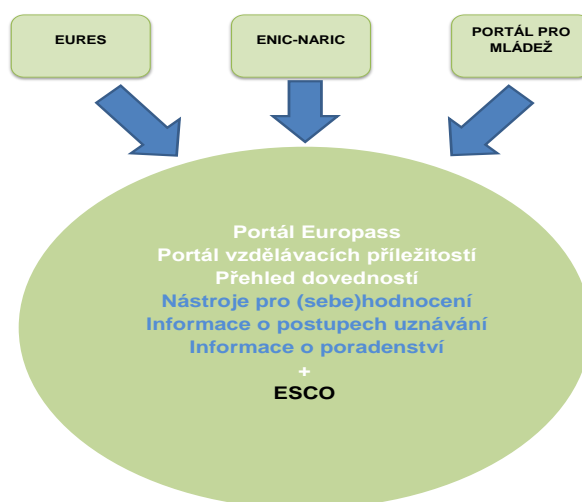 EURES
ENIC-NARIC
PORTÁL PRO
MLÁDEŽ
Portál Europass
Portál vzdělávacích příležitostí
Přehled dovedností
Nástroje pro (sebe)hodnocení
Informace o postupech uznávání
Informace o poradenství
+
ESCO